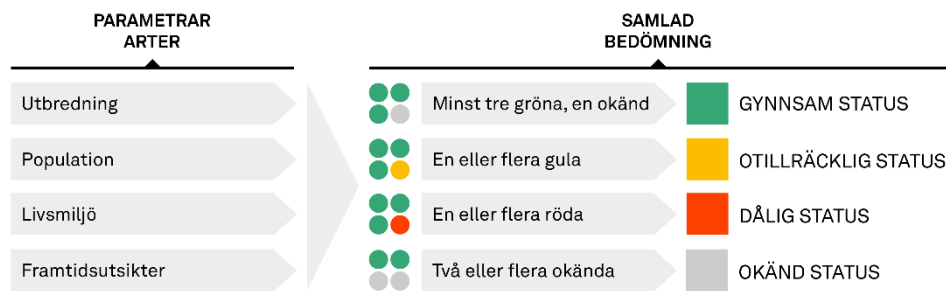 PARAMETRAR
ARTER
Utbredning
Population
Livsmiljö
Framtidsutsikter
SAMLAD
BEDÖMNING
Minst tre gröna, en okänd
GYNNSAM STATUS
En eller flera gula
OTILLRÄCKLIG STATUS
En eller flera röda
DÅLIG STATUS
Två eller flera okända
OKÄND STATUS